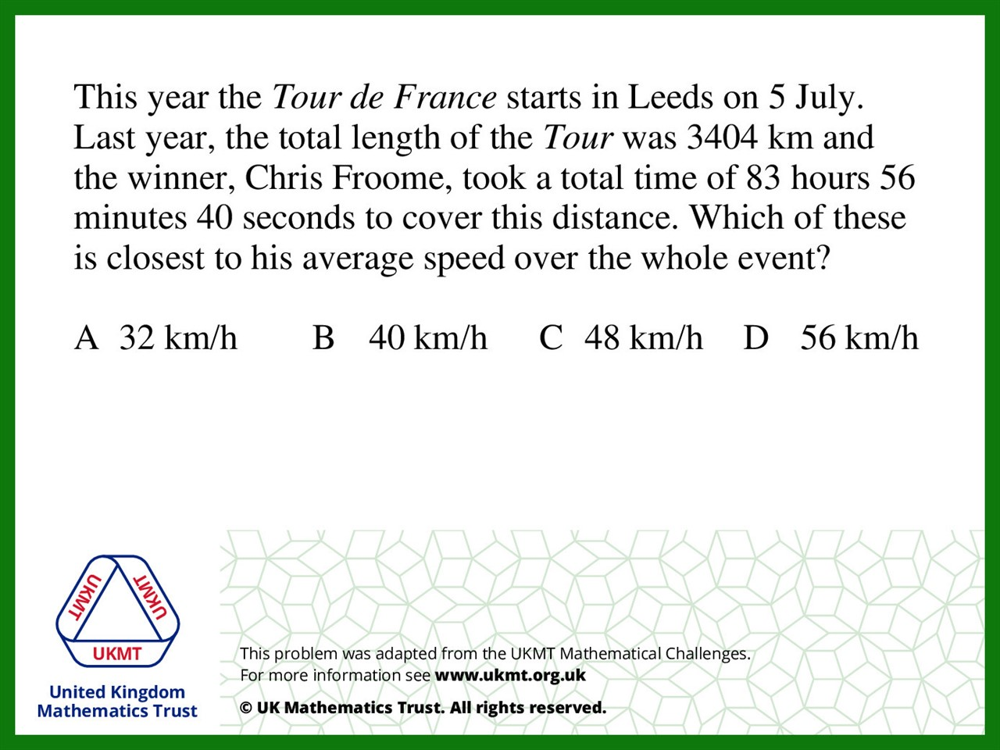 This year the Tour de France starts in Leeds on 5 July.
Last year, the total length of the Tour was 3404 km and
the winner, Chris Froome, took a total time of 83 hours 56
minutes 40 seconds to cover this distance. Which of these
is closest to his average speed over the whole event?
A 32 km/h B 40 km/h C 48 km/h D 56 km/h
UKMT UKMT
UKMT
United Kingdom
Mathematics Trust
This problem was adapted from the UKMT Mathematical Challenges.
For more information see www.ukmt.org.uk
© UK Mathematics Trust. All rights reserved.